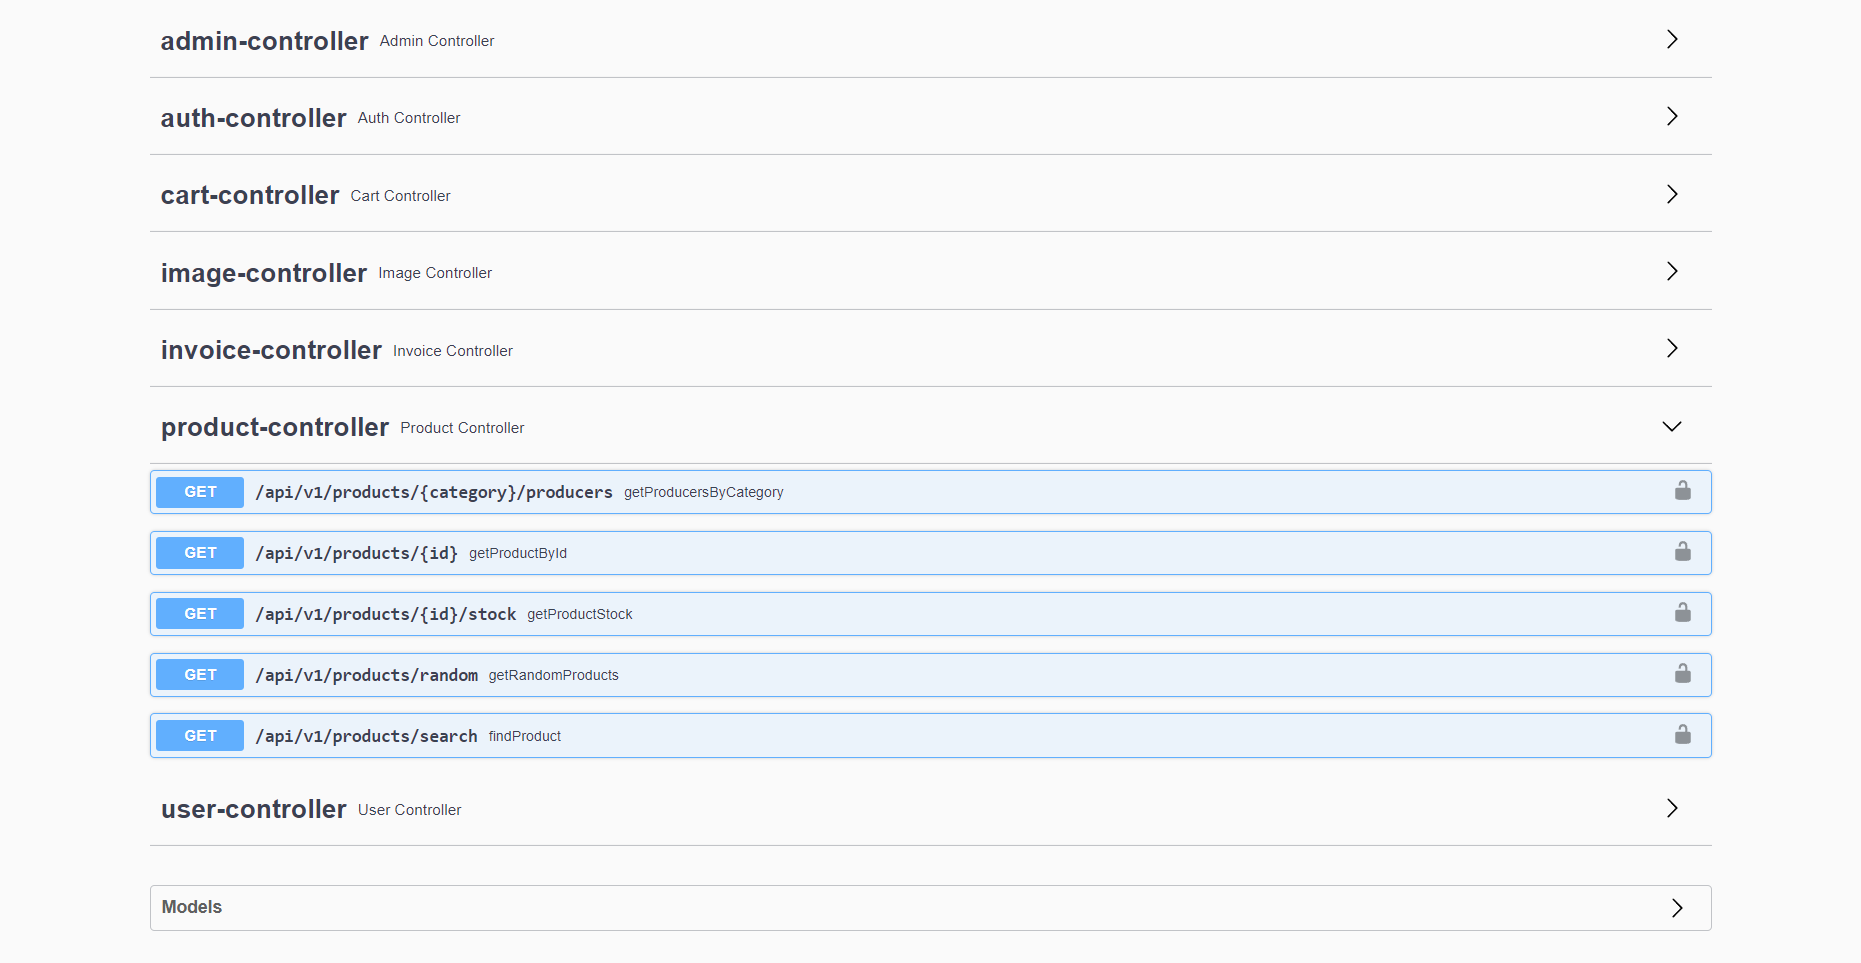 admin-controller Admin Controller
auth-controller Auth Controller
cart-controller Cart Controller
image-controller Image Controller
invoice-controller Invoice Controller
product-controller Product Controller
GET /api/v1/products/{category}/producers getProducersByCategory
GET /api/v1/products/{id} getProductById
GET /api/v1/products/{id}/stock getProductStock
GET /api/v1/products/random getRandomProducts
GET /api/v1/products/search findProduct
user-controller User Controller
Models